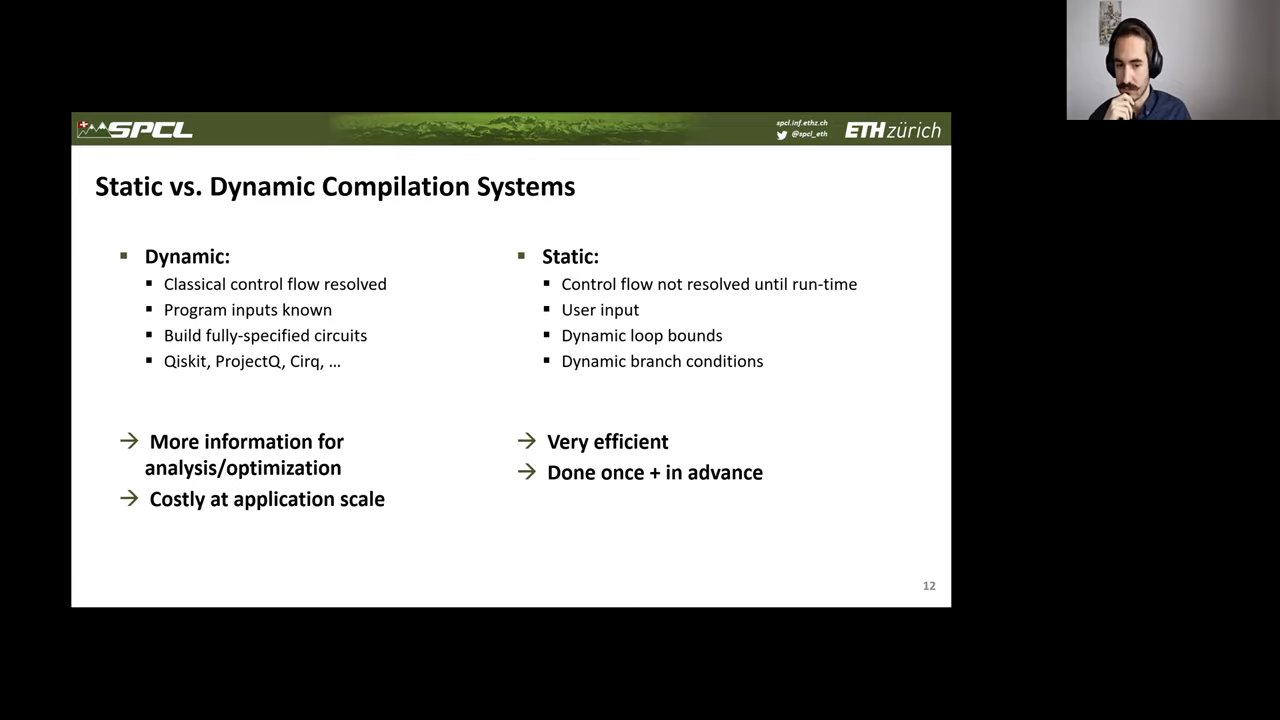 SPCL
spcl.inf.ethz.ch
@spcl_eth
ETH zürich
Static vs. Dynamic Compilation Systems
▪ Dynamic:
▪ Classical control flow resolved
▪ Program inputs known
▪ Build fully-specified circuits
▪ Qiskit, ProjectQ, Cirq, ...
→ More information for
analysis/optimization
→ Costly at application scale
▪ Static:
▪ Control flow not resolved until run-time
▪ User input
▪ Dynamic loop bounds
▪ Dynamic branch conditions
→ Very efficient
→ Done once + in advance
12